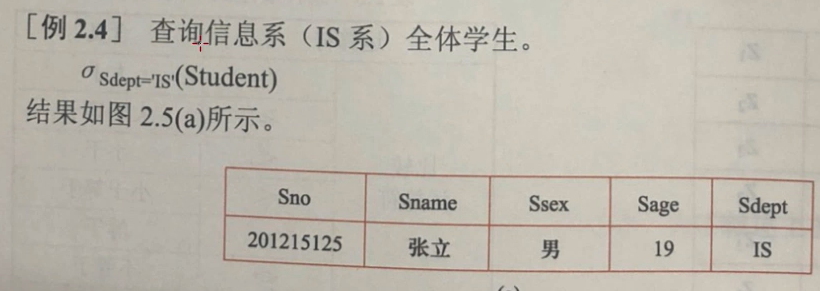 ［例 2.4］ 查询信息系（IS 系）全体学生。
σ Sdept='IS'(Student)
结果如图 2.5(a)所示。
Sno Sname Ssex Sage Sdept
201215125 张立 男 19 IS